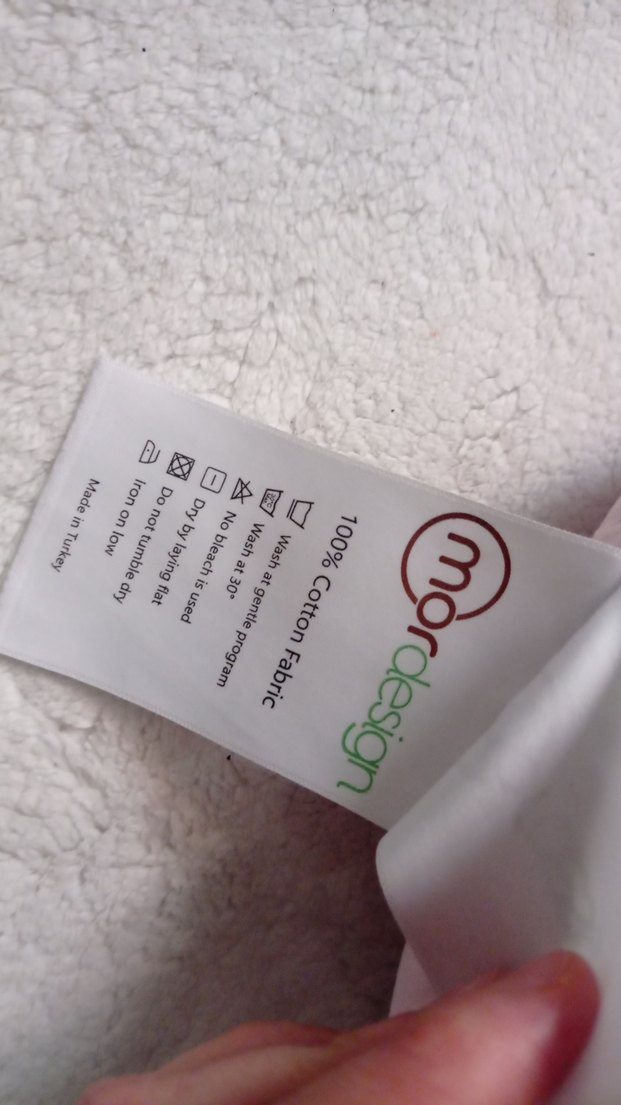 mordesign
100% Cotton Fabric
Wash at gentle program
30°C Wash at 30°
No bleach is used
Dry by laying flat
Do not tumble dry
Iron on low
Made in Turkey